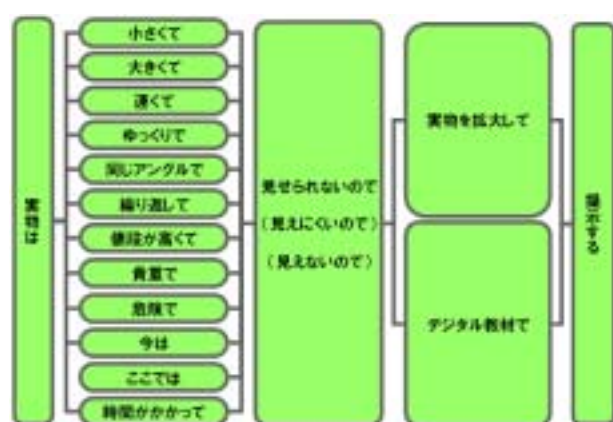 実物は
小さくて
大きくて
速くて
ゆっくりで
同じアングルで
繰り返して
値段が高くて
貴重で
危険で
今は
ここでは
時間がかかって
見せられないので
(見えにくいので)
(見えないので)
実物を拡大して
デジタル教材で
提示する